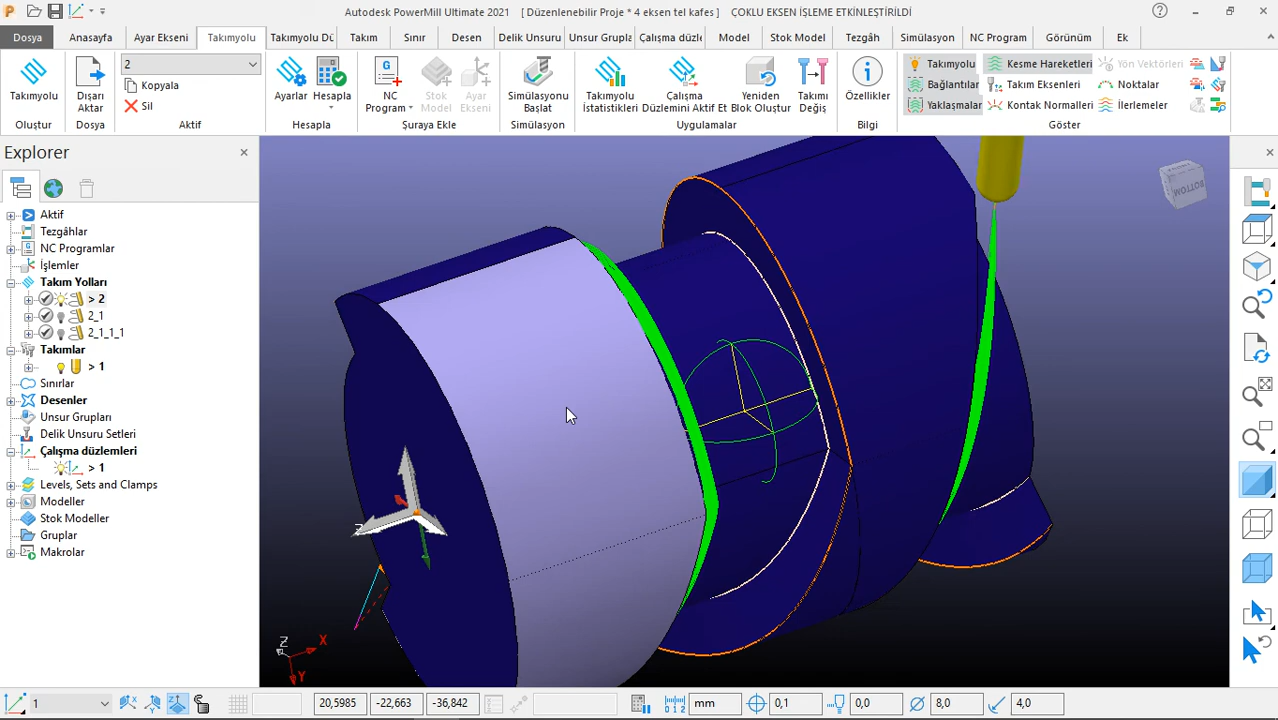 Autodesk PowerMill Ultimate 2021 [ Düzenlenebilir Proje * 4 eksen tel kafes ] ÇOKLU EKSEN İŞLEME ETKİNLEŞTİRİLDİ
Dosya Anasayfa Ayar Ekseni Takımyolu Takımyolu Dü Takım Sınır Desen Delik Unsuru Unsur Grupla Çalışma düzle Model Stok Model Tezgâh Simülasyon NC Program Görünüm Ek
2
Kopyala
Sil
Takımyolu
Dışarı Aktar
Ayarlar
Hesapla
NC Program
Stok Model
Ayar Ekseni
Simülasyonu Başlat
Takımyolu İstatistikleri
Çalışma Düzlemini Aktif Et
Yeniden Blok Oluştur
Takımı Değiş
Özellikler
Takımyolu Kesme Hareketleri Yön Vektörleri
Bağlantılar Takım Eksenleri Noktalar
Yaklaşmalar Kontak Normalleri İlerlemeler
Oluştur Dosya Aktif Hesapla Şuraya Ekle Simülasyon Uygulamalar Bilgi Göster
Explorer
Aktif
Tezgâhlar
NC Programlar
İşlemler
Takım Yolları
> 2
2_1
2_1_1_1
Takımlar
> 1
Sınırlar
Desenler
Unsur Grupları
Delik Unsuru Setleri
Çalışma düzlemleri
> 1
Levels, Sets and Clamps
Modeller
Stok Modeller
Gruplar
Makrolar
BOTTOM
Z
Z X
Y
1 20,5985 -22,663 -36,842 mm 0,1 0,0 8,0 4,0